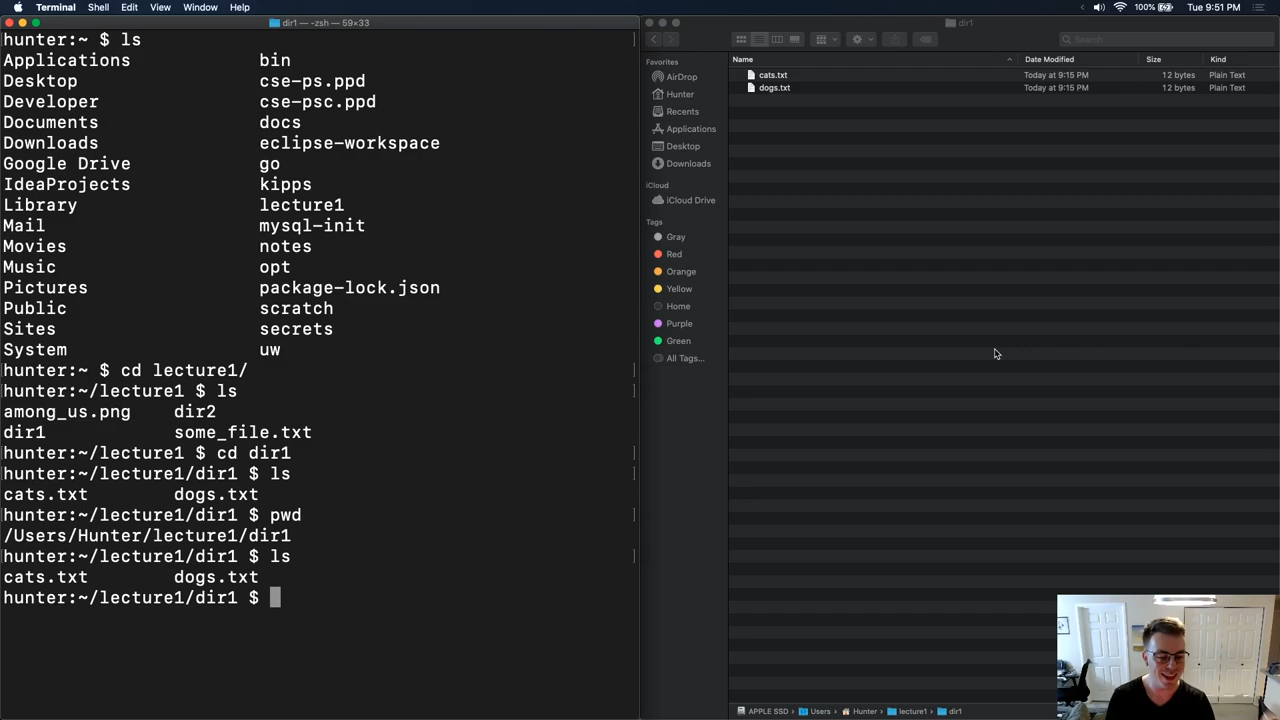 Terminal Shell Edit View Window Help 100% Tue 9:51 PM
dir1 — -zsh — 59×33
hunter:~ $ ls
Applications bin
Desktop cse-ps.ppd
Developer cse-psc.ppd
Documents docs
Downloads eclipse-workspace
Google Drive go
IdeaProjects kipps
Library lecture1
Mail mysql-init
Movies notes
Music opt
Pictures package-lock.json
Public scratch
Sites secrets
System uw
hunter:~ $ cd lecture1/
hunter:~/lecture1 $ ls
among_us.png dir2
dir1 some_file.txt
hunter:~/lecture1 $ cd dir1
hunter:~/lecture1/dir1 $ ls
cats.txt dogs.txt
hunter:~/lecture1/dir1 $ pwd
/Users/Hunter/lecture1/dir1
hunter:~/lecture1/dir1 $ ls
cats.txt dogs.txt
hunter:~/lecture1/dir1 $
dir1
Search
Favorites
AirDrop
Hunter
Recents
Applications
Desktop
Downloads
iCloud
iCloud Drive
Tags
Gray
Red
Orange
Yellow
Home
Purple
Green
All Tags...
Name Date Modified Size Kind
cats.txt Today at 9:15 PM 12 bytes Plain Text
dogs.txt Today at 9:15 PM 12 bytes Plain Text
APPLE SSD › Users › Hunter › lecture1 › dir1